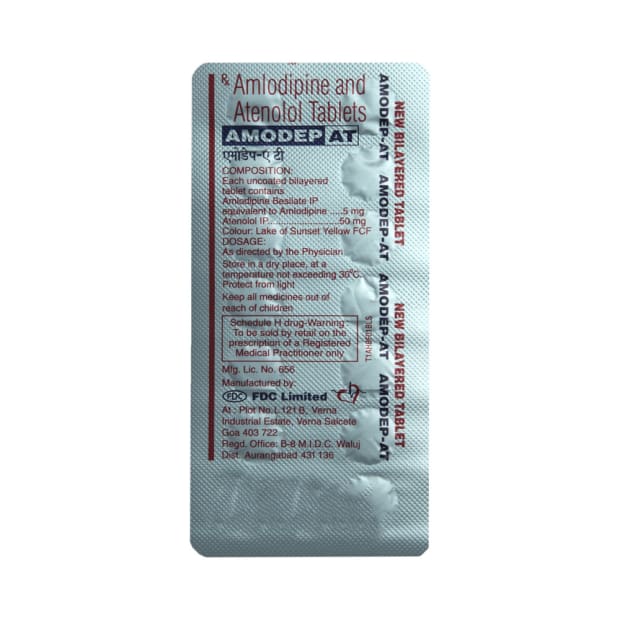 ℞ Amlodipine and
Atenolol Tablets
AMODEP AT
एमोडेप-ए टी
COMPOSITION:
Each uncoated bilayered
tablet contains
Amlodipine Besilate IP
equivalent to Amlodipine .....5 mg
Atenolol IP........................50 mg
Colour: Lake of Sunset Yellow FCF
DOSAGE:
As directed by the Physician
Store in a dry place, at a
temperature not exceeding 30°C.
Protect from light
Keep all medicines out of
reach of children
Schedule H drug-Warning:
To be sold by retail on the
prescription of a Registered
Medical Practitioner only
Mfg. Lic. No. 656
Manufactured by:
FDC FDC Limited
At : Plot No.L 121 B, Verna
Industrial Estate, Verna Salcete
Goa 403 722
Regd. Office: B-8 M.I.D.C. Waluj
Dist. Aurangabad 431 136
AMODEP-AT AMODEP-AT AMODEP-AT AMODEP-AT
NEW BILAYERED TABLET NEW BILAYERED TABLET